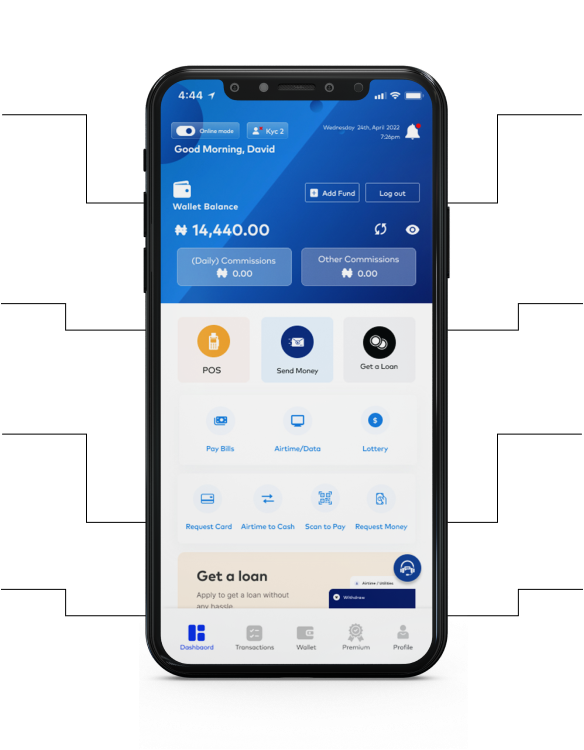 4:44
Online mode
Kyc 2
Wednesday 24th, April 2022
7:26pm
Good Morning, David
Wallet Balance
Add Fund
Log out
₦ 14,440.00
(Daily) Commissions
₦ 0.00
Other Commissions
₦ 0.00
POS
Send Money
Get a Loan
Pay Bills
Airtime/Data
Lottery
Request Card
Airtime to Cash
Scan to Pay
Request Money
Get a loan
Apply to get a loan without
any hassle
Airtime / Utilities
Withdraw
Dashboard
Transactions
Wallet
Premium
Profile